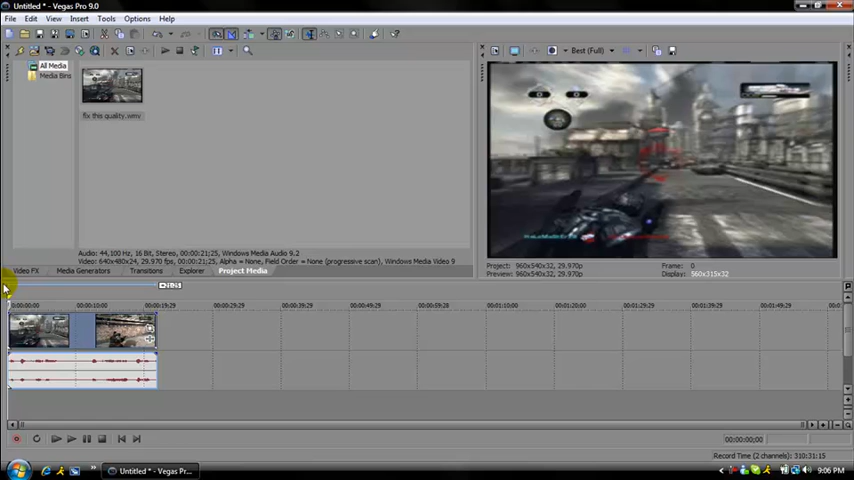 Untitled * - Vegas Pro 9.0
File Edit View Insert Tools Options Help
All Media
Media Bins
fix this quality.wmv
Best (Full)
Audio: 44,100 Hz, 16 Bit, Stereo, 00:00:21;25, Windows Media Audio 9.2
Video: 640x480x24, 29.970 fps, 00:00:21;25, Alpha = None, Field Order = None (progressive scan), Windows Media Video 9
Video FX Media Generators Transitions Explorer Project Media
Project: 960x540x32, 29.970p
Preview: 960x540x32, 29.970p
Frame: 0
Display: 560x315x32
+21;25
00:00:00 00:00:10:00 00:00:19:29 00:00:29:29 00:00:39:29 00:00:49:29 00:00:59:28 00:01:10:00 00:01:20:00 00:01:29:29 00:01:39:29 00:01:49:29 00:0
00:00:00;00
Record Time (2 channels): 310:31:15
Untitled * - Vegas Pr...
9:06 PM